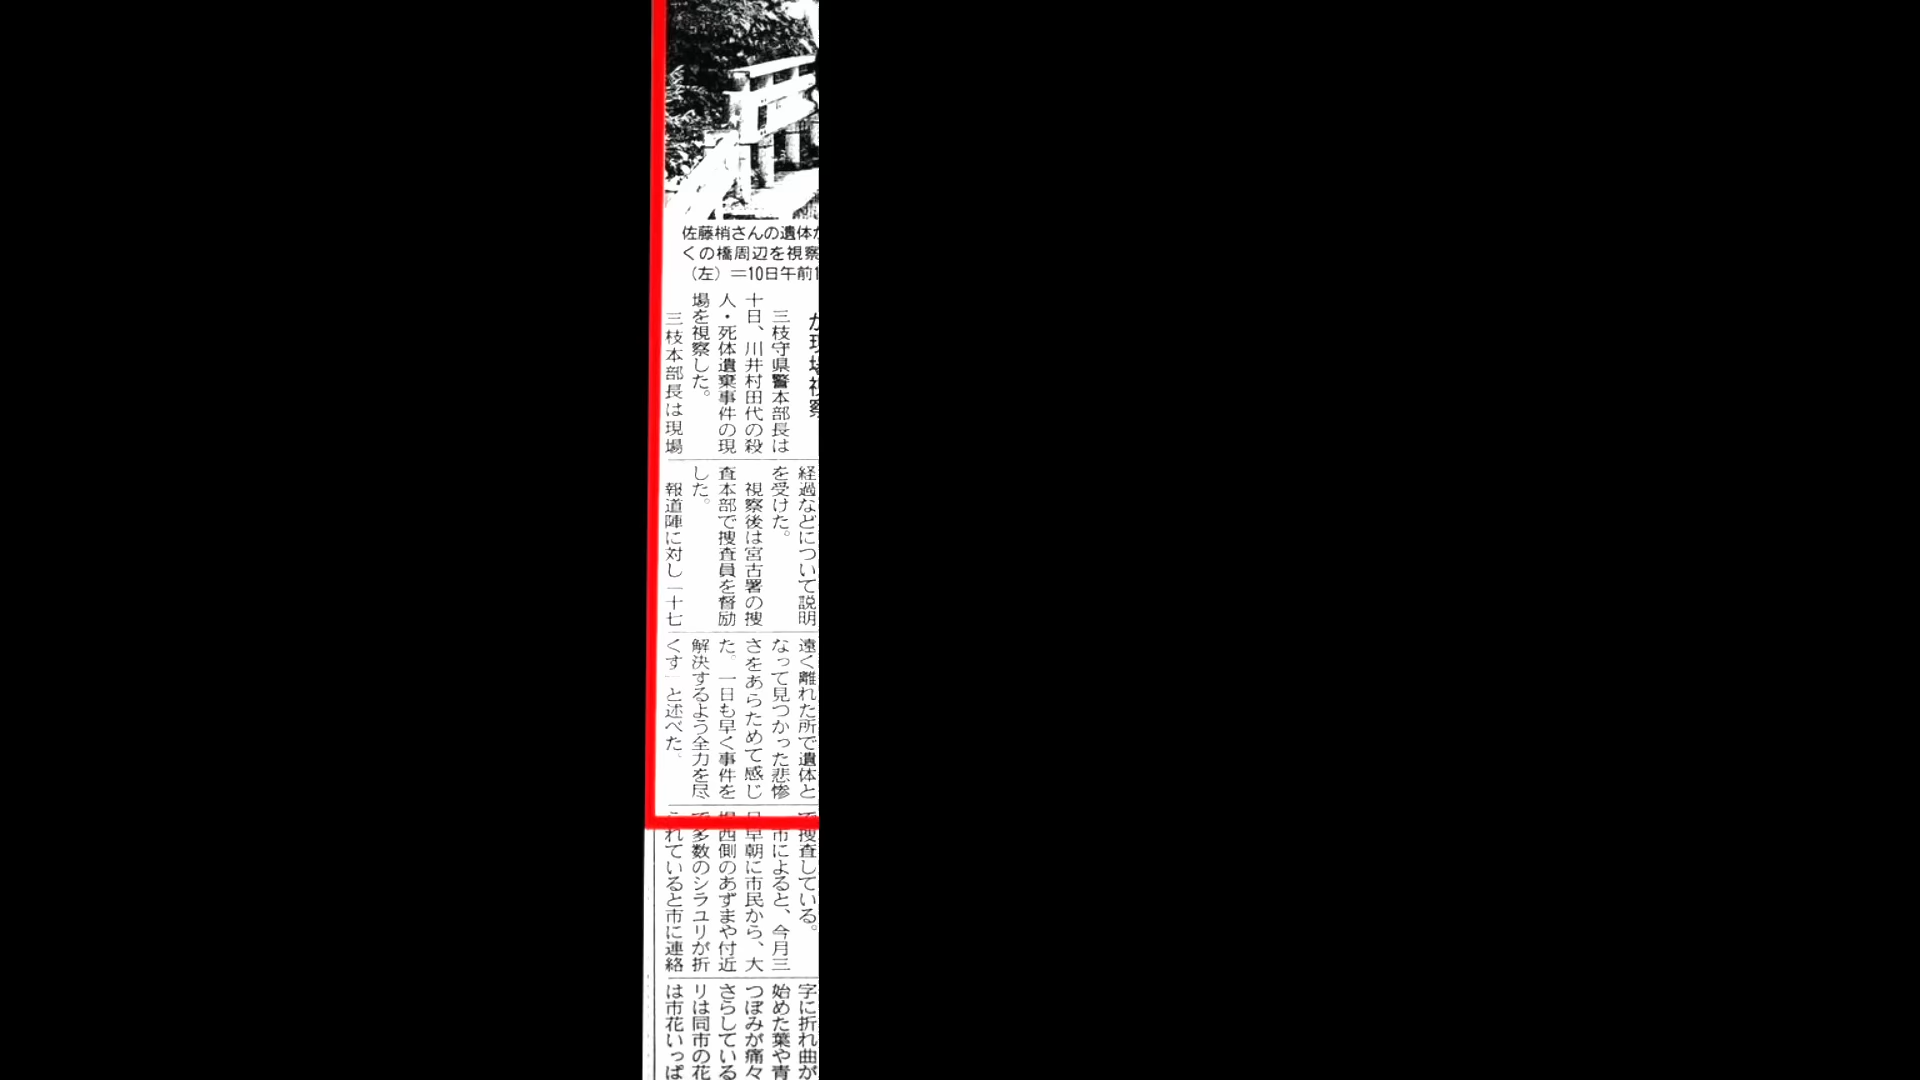 佐藤梢さんの遺体
くの橋周辺を視察
（左）＝10日午前1
が現場視察
三枝守県警本部長は
十日、川井村田代の殺
人・死体遺棄事件の現
場を視察した。
三枝本部長は現場
経過などについて説明
を受けた。
視察後は宮古署の捜
査本部で捜査員を督励
した。
報道陣に対し「十七
遠く離れた所で遺体と
なって見つかった悲惨
さをあらためて感じ
た。一日も早く事件を
解決するよう全力を尽
くす」と述べた。
で捜査している。
市によると、今月三
日早朝に市民から、大
場西側のあずまや付近
で多数のシラユリが折
られていると市に連絡
字に折れ曲が
始めた葉や青
つぼみが痛々
さらしている
リは同市の花
は市花いっぱ